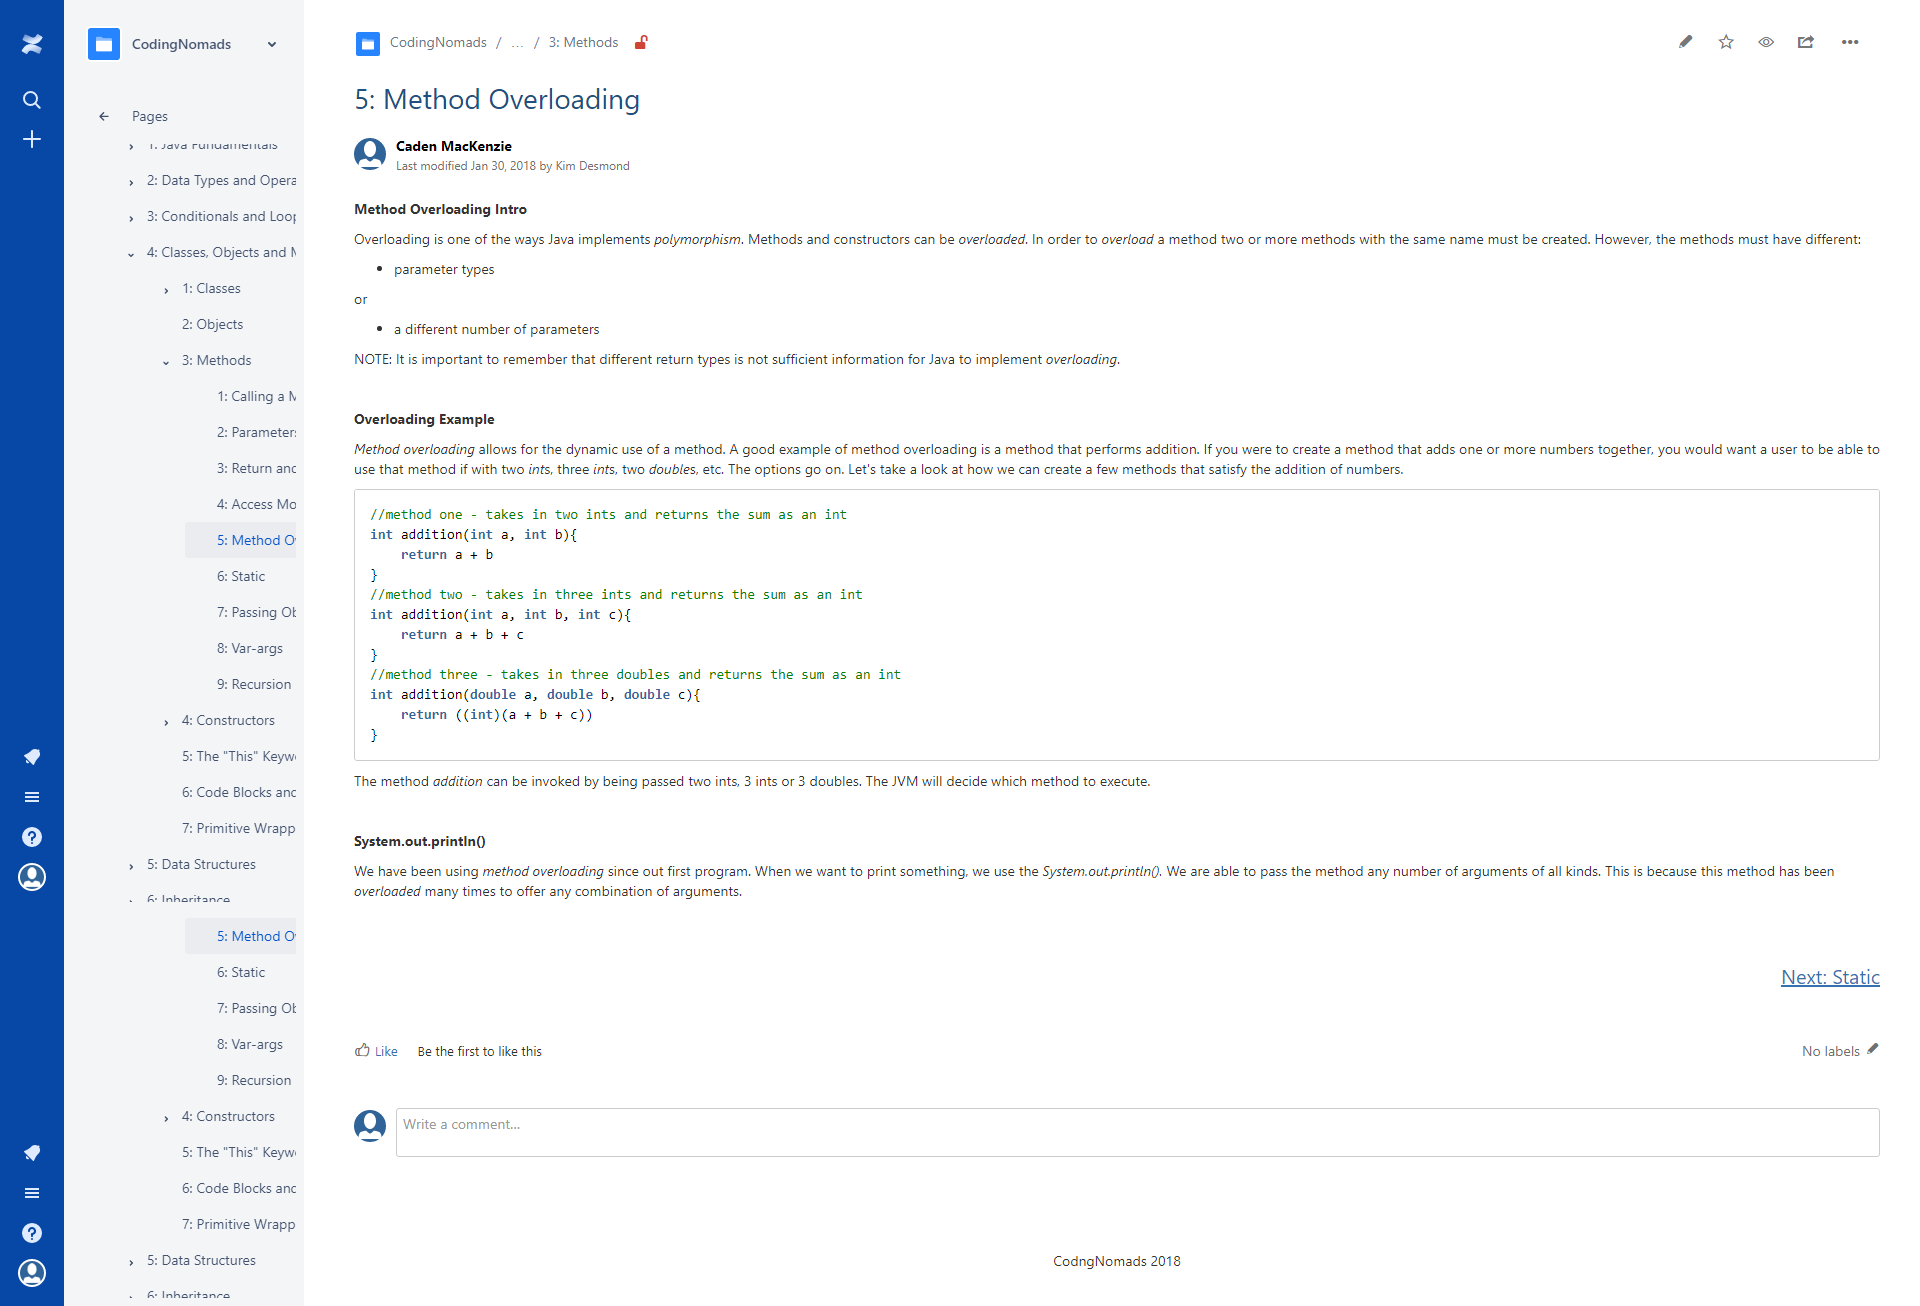 CodingNomads
Pages
1: Java Fundamentals
2: Data Types and Opera
3: Conditionals and Loop
4: Classes, Objects and M
1: Classes
2: Objects
3: Methods
1: Calling a M
2: Parameters
3: Return and
4: Access Mo
5: Method O
6: Static
7: Passing Ob
8: Var-args
9: Recursion
4: Constructors
5: The "This" Keyw
6: Code Blocks and
7: Primitive Wrapp
5: Data Structures
6: Inheritance
5: Method O
6: Static
7: Passing Ob
8: Var-args
9: Recursion
4: Constructors
5: The "This" Keyw
6: Code Blocks and
7: Primitive Wrapp
5: Data Structures
6: Inheritance
CodingNomads / ... / 3: Methods
5: Method Overloading
Caden MacKenzie
Last modified Jan 30, 2018 by Kim Desmond
Method Overloading Intro
Overloading is one of the ways Java implements polymorphism. Methods and constructors can be overloaded. In order to overload a method two or more methods with the same name must be created. However, the methods must have different:
• parameter types
or
• a different number of parameters
NOTE: It is important to remember that different return types is not sufficient information for Java to implement overloading.
Overloading Example
Method overloading allows for the dynamic use of a method. A good example of method overloading is a method that performs addition. If you were to create a method that adds one or more numbers together, you would want a user to be able to
use that method if with two ints, three ints, two doubles, etc. The options go on. Let's take a look at how we can create a few methods that satisfy the addition of numbers.
//method one - takes in two ints and returns the sum as an int
int addition(int a, int b){
    return a + b
}
//method two - takes in three ints and returns the sum as an int
int addition(int a, int b, int c){
    return a + b + c
}
//method three - takes in three doubles and returns the sum as an int
int addition(double a, double b, double c){
    return ((int)(a + b + c))
}
The method addition can be invoked by being passed two ints, 3 ints or 3 doubles. The JVM will decide which method to execute.
System.out.println()
We have been using method overloading since out first program. When we want to print something, we use the System.out.println(). We are able to pass the method any number of arguments of all kinds. This is because this method has been
overloaded many times to offer any combination of arguments.
Next: Static
Like Be the first to like this
No labels
Write a comment...
CodngNomads 2018